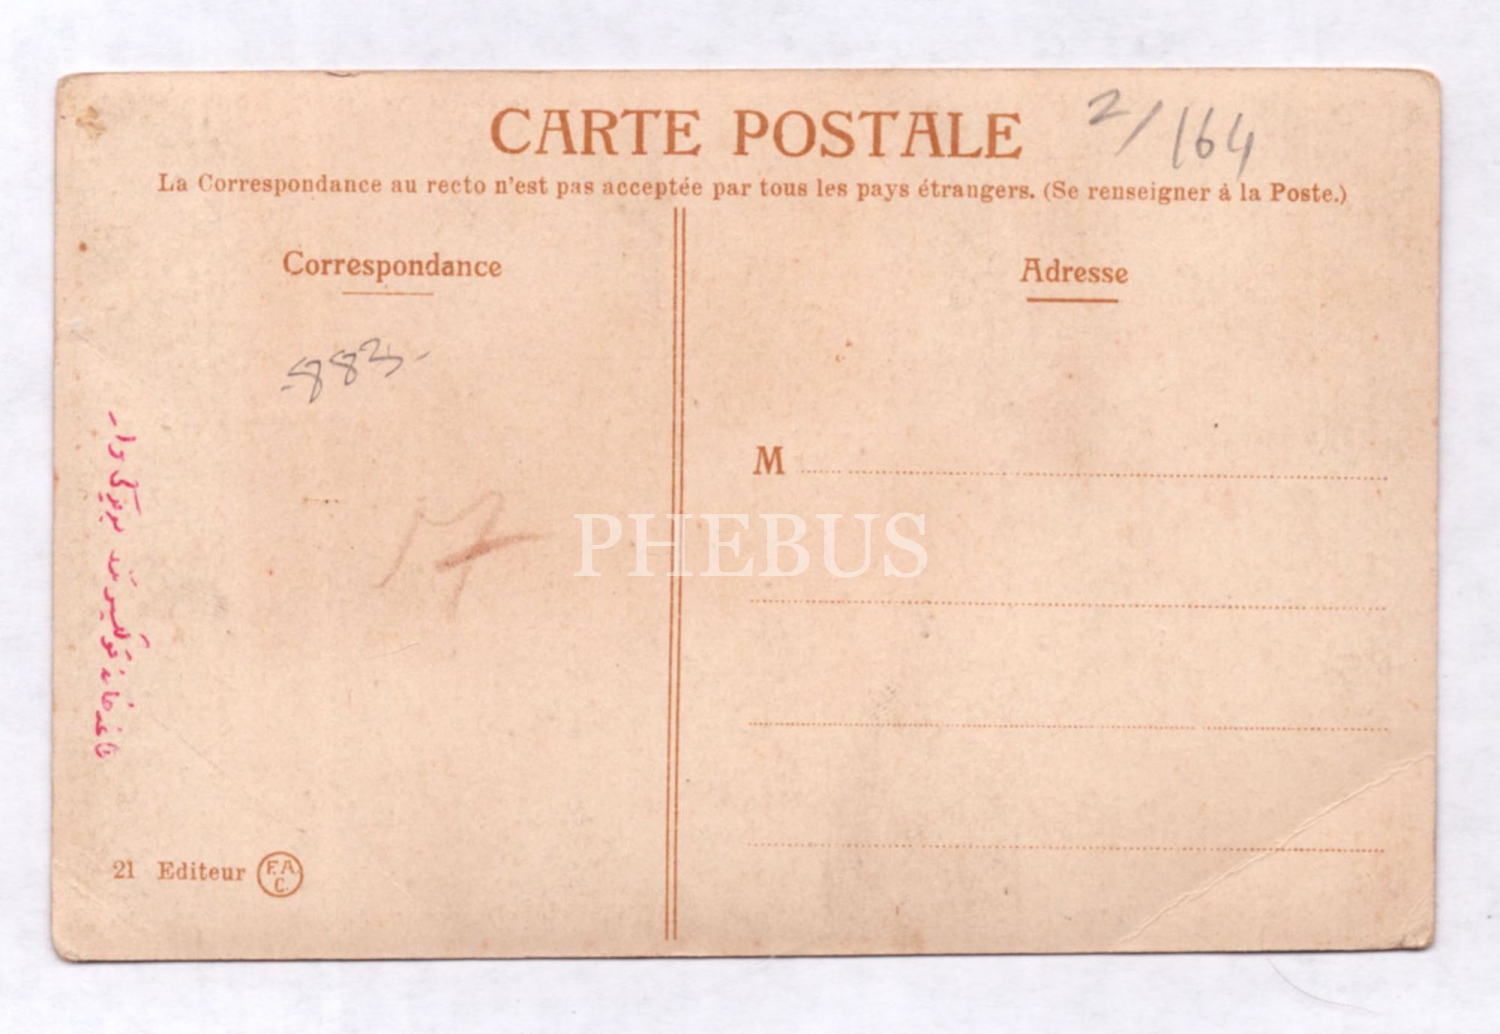 CARTE POSTALE
2/164
La Correspondance au recto n'est pas acceptée par tous les pays étrangers. (Se renseigner à la Poste.)
Correspondance
Adresse
-883-
M
PHEBUS
21 Editeur F.A.C.